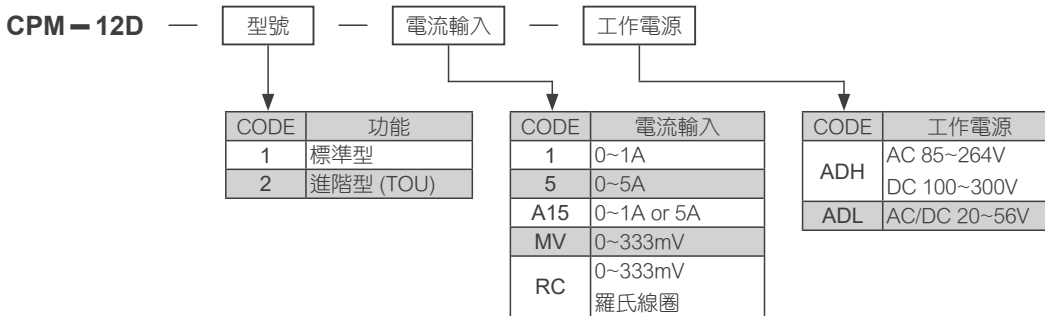 CPM－12D — 型號 — 電流輸入 — 工作電源
CODE 功能
1 標準型
2 進階型 (TOU)
CODE 電流輸入
1 0~1A
5 0~5A
A15 0~1A or 5A
MV 0~333mV
RC 0~333mV
羅氏線圈
CODE 工作電源
ADH AC 85~264V
DC 100~300V
ADL AC/DC 20~56V